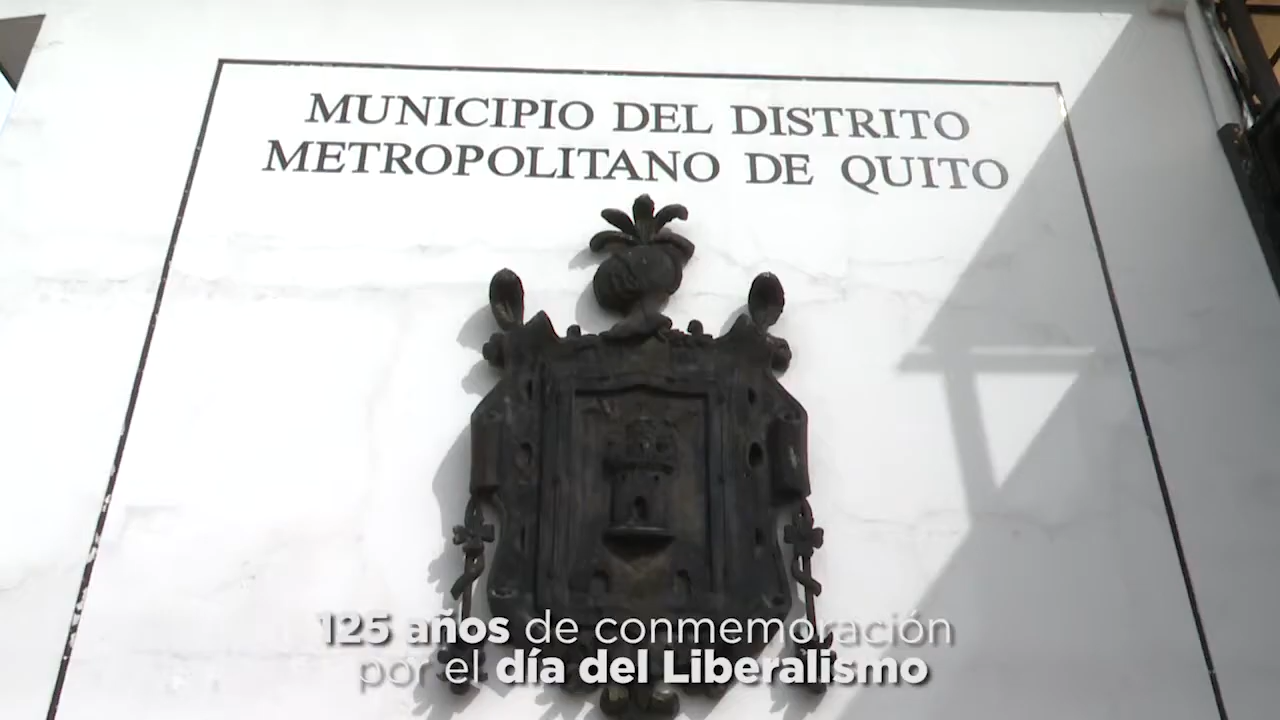 MUNICIPIO DEL DISTRITO
METROPOLITANO DE QUITO
125 años de conmemoración
por el día del Liberalismo